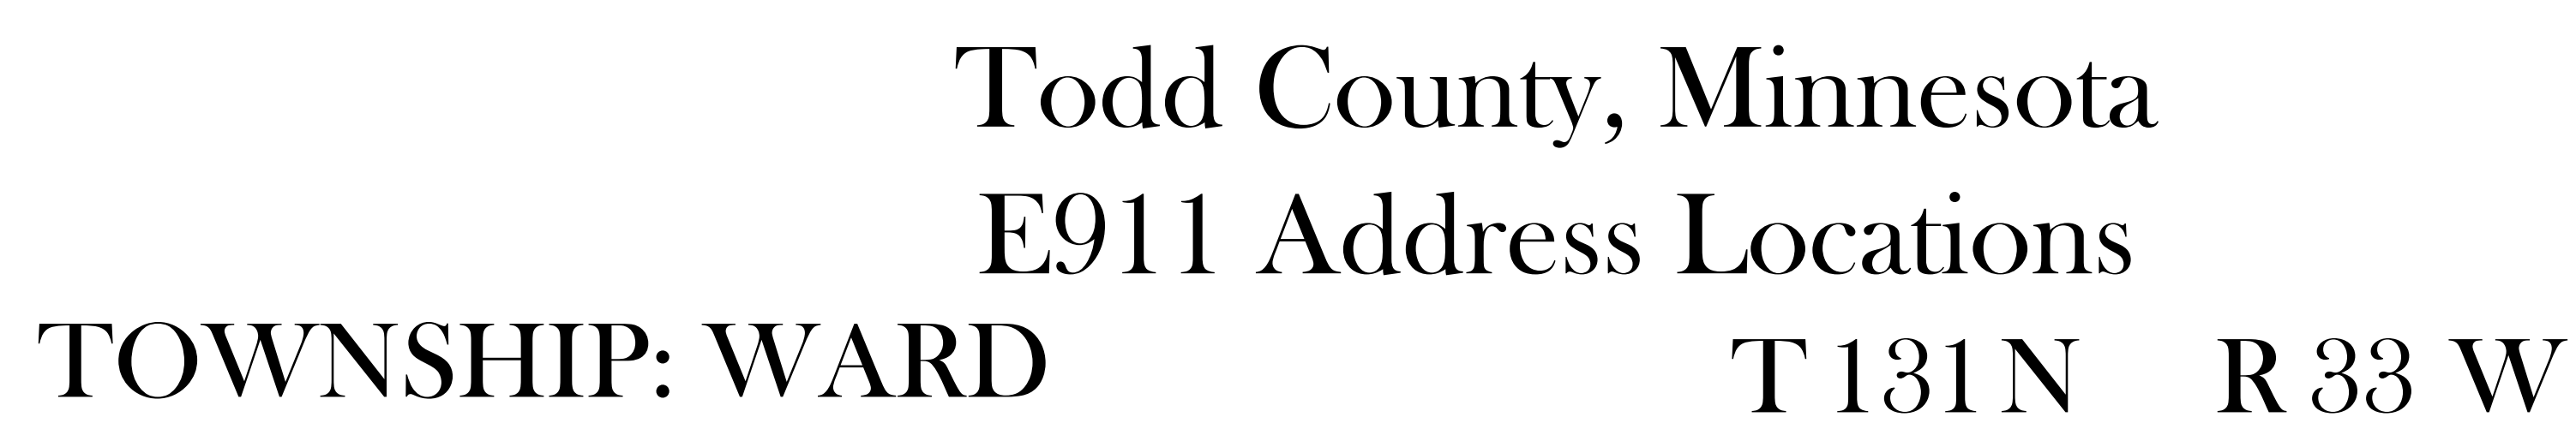 Todd County, Minnesota
E911 Address Locations
TOWNSHIP: WARD T 131 N R 33 W